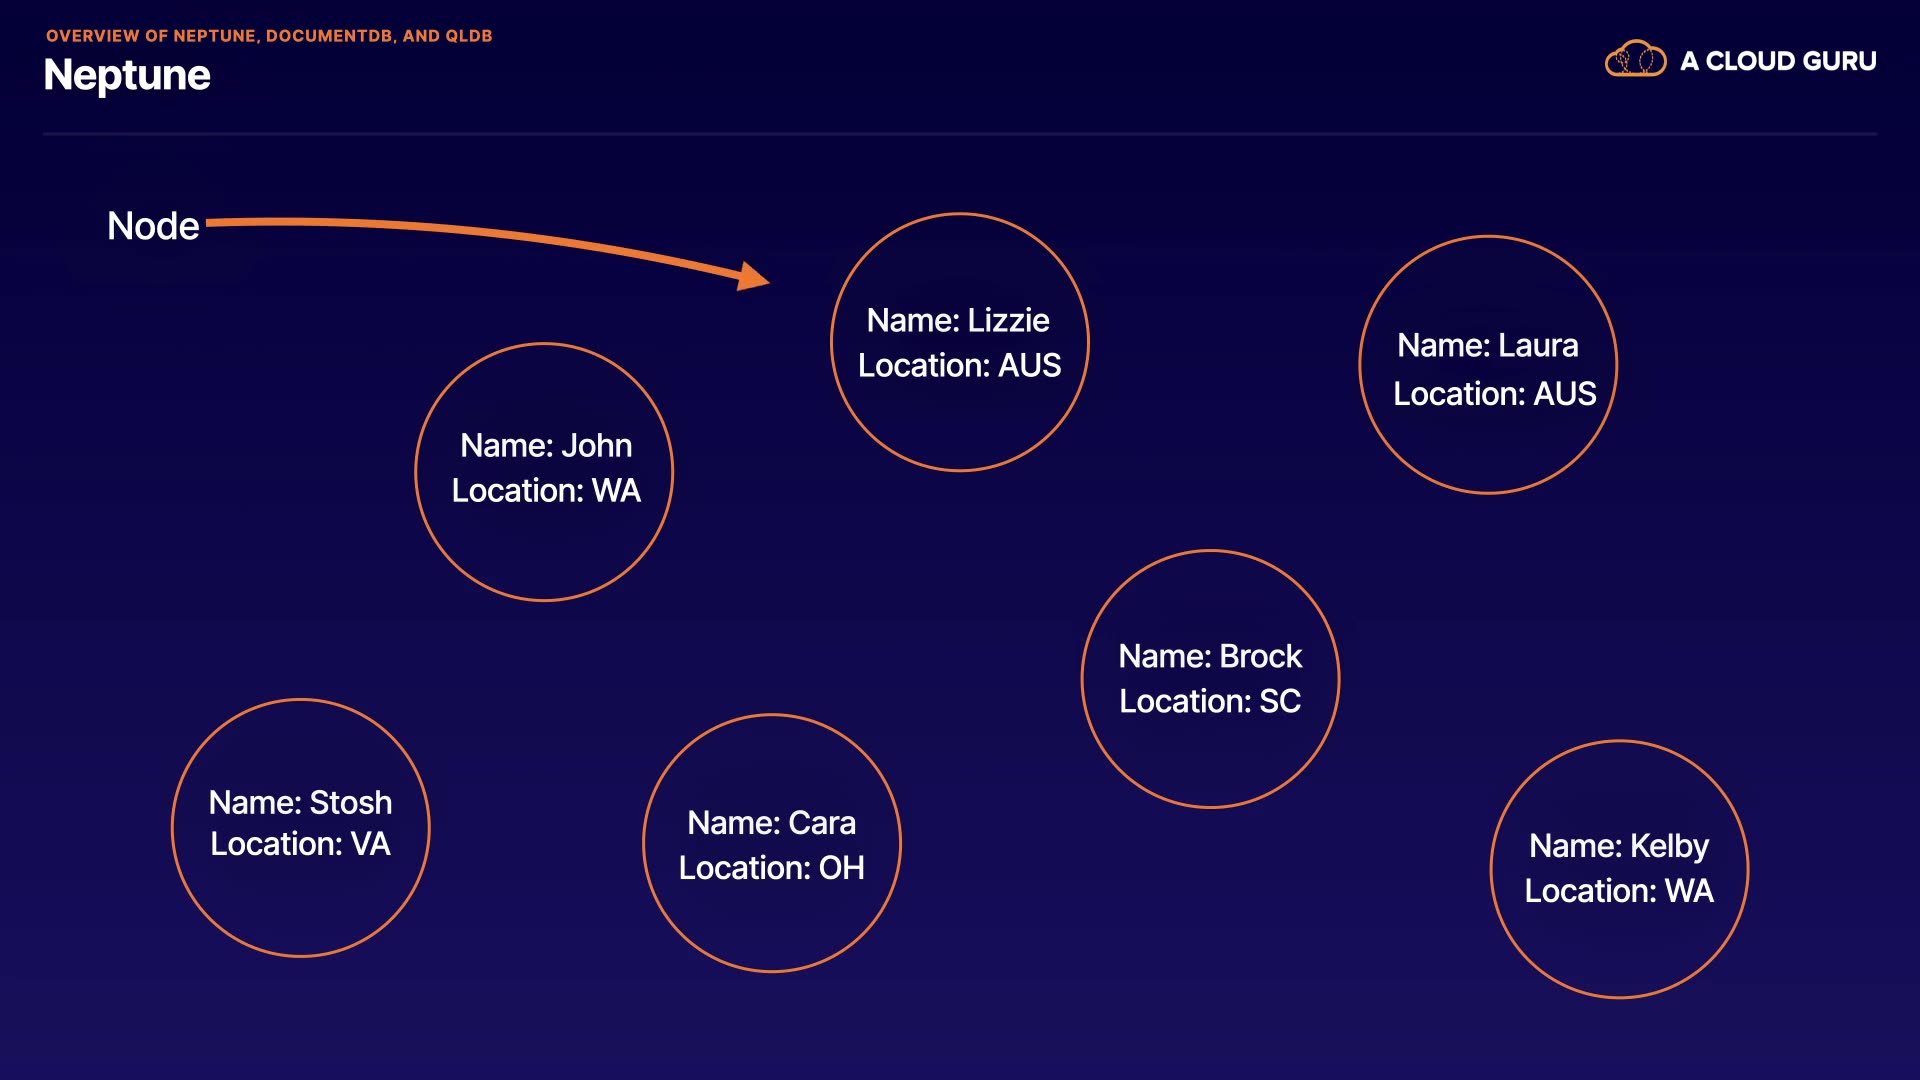 OVERVIEW OF NEPTUNE, DOCUMENTDB, AND QLDB
Neptune
A CLOUD GURU
Node
Name: Lizzie
Location: AUS
Name: Laura
Location: AUS
Name: John
Location: WA
Name: Brock
Location: SC
Name: Stosh
Location: VA
Name: Cara
Location: OH
Name: Kelby
Location: WA